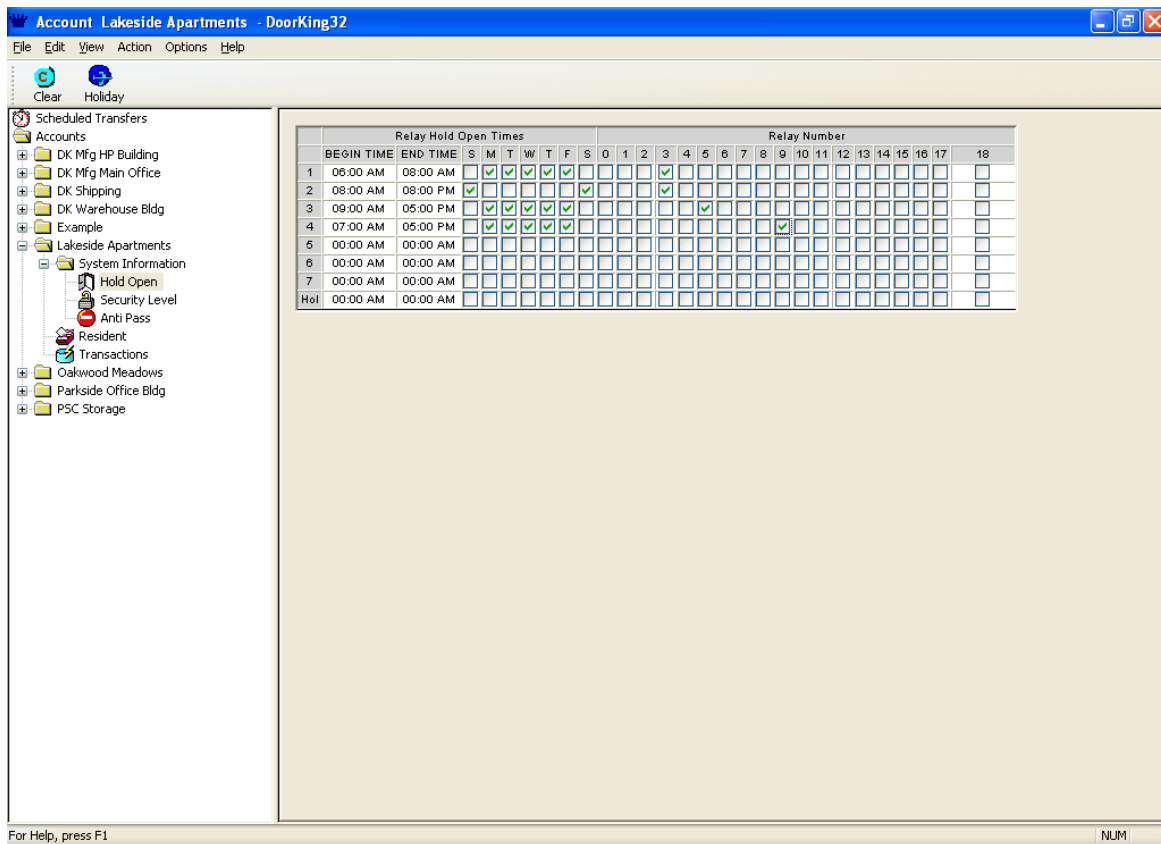 Account Lakeside Apartments - DoorKing32
File Edit View Action Options Help
Clear Holiday
Scheduled Transfers
Accounts
DK Mfg HP Building
DK Mfg Main Office
DK Shipping
DK Warehouse Bldg
Example
Lakeside Apartments
System Information
Hold Open
Security Level
Anti Pass
Resident
Transactions
Oakwood Meadows
Parkside Office Bldg
PSC Storage
Relay Hold Open Times Relay Number
BEGIN TIME END TIME S M T W T F S 0 1 2 3 4 5 6 7 8 9 10 11 12 13 14 15 16 17 18
1 06:00 AM 08:00 AM
2 08:00 AM 08:00 PM
3 09:00 AM 05:00 PM
4 07:00 AM 05:00 PM
5 00:00 AM 00:00 AM
6 00:00 AM 00:00 AM
7 00:00 AM 00:00 AM
Hol 00:00 AM 00:00 AM
For Help, press F1 NUM